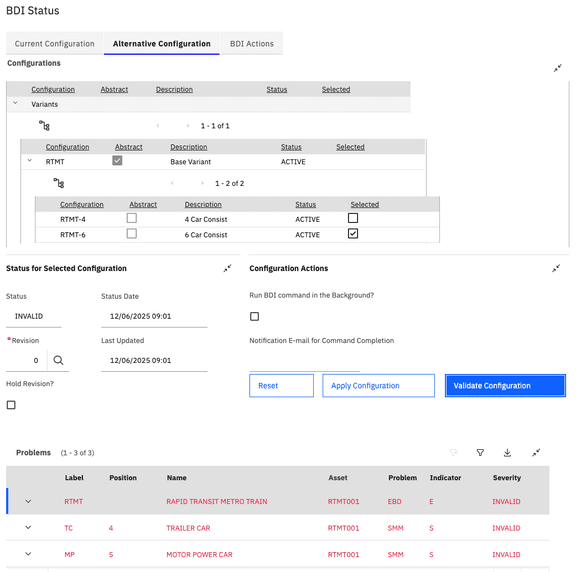 BDI Status
Current Configuration Alternative Configuration BDI Actions
Configurations
Configuration Abstract Description Status Selected
Variants
1 - 1 of 1
Configuration Abstract Description Status Selected
RTMT Base Variant ACTIVE
1 - 2 of 2
Configuration Abstract Description Status Selected
RTMT-4 4 Car Consist ACTIVE
RTMT-6 6 Car Consist ACTIVE
Status for Selected Configuration Configuration Actions
Status Status Date Run BDI command in the Background?
INVALID 12/06/2025 09:01
*Revision Last Updated Notification E-mail for Command Completion
0 12/06/2025 09:01
Hold Revision? Reset Apply Configuration Validate Configuration
Problems (1 - 3 of 3)
Label Position Name Asset Problem Indicator Severity
RTMT RAPID TRANSIT METRO TRAIN RTMT001 EBD E INVALID
TC 4 TRAILER CAR RTMT001 SMM S INVALID
MP 5 MOTOR POWER CAR RTMT001 SMM S INVALID